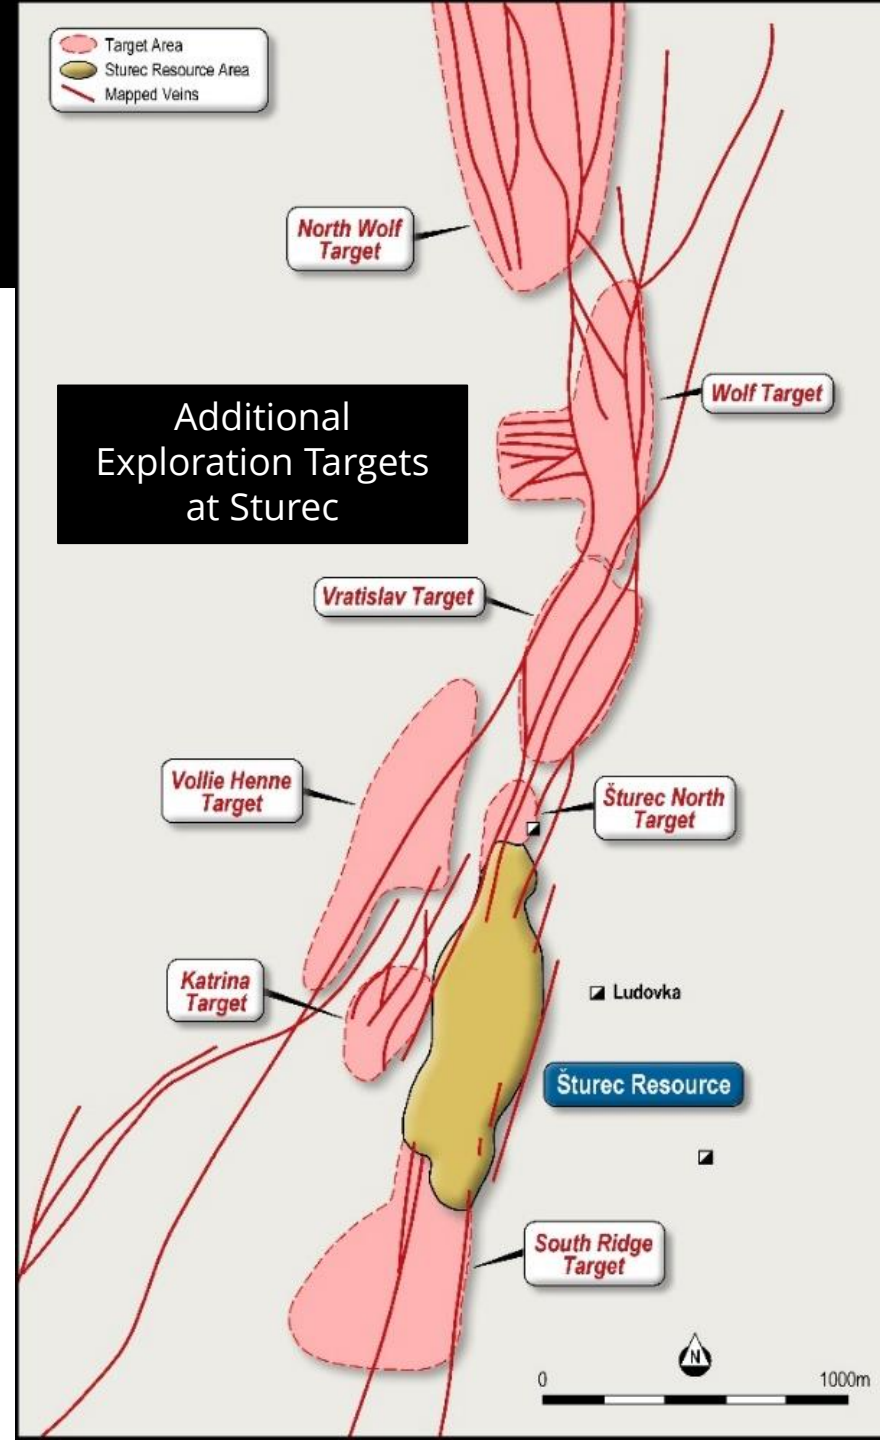 Target Area
Sturec Resource Area
Mapped Veins
North Wolf
Target
Wolf Target
Additional
Exploration Targets
at Sturec
Vratislav Target
Vollie Henne
Target
Šturec North
Target
Katrina
Target
Ludovka
Šturec Resource
South Ridge
Target
N
0 1000m